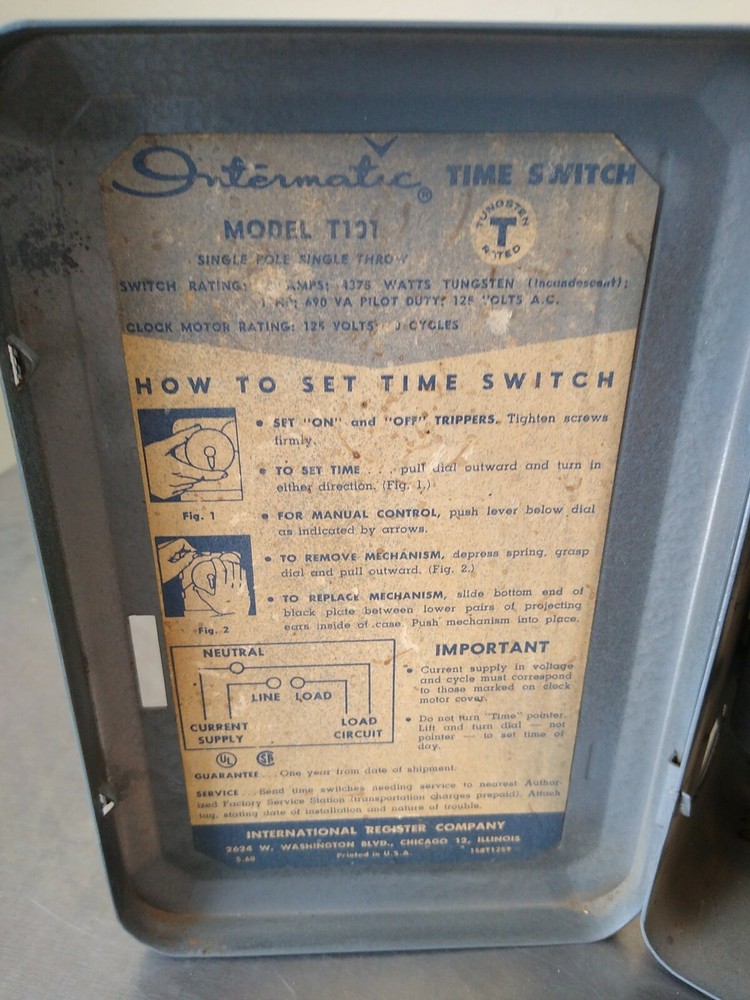 Intermatic ® TIME SWITCH
MODEL T101
TUNGSTEN T RATED
SINGLE POLE SINGLE THROW
SWITCH RATING: AMPS; 4375 WATTS TUNGSTEN (Incandescent);
690 VA PILOT DUTY; 125 VOLTS A.C.
CLOCK MOTOR RATING: 125 VOLTS CYCLES
HOW TO SET TIME SWITCH
• SET "ON" and "OFF" TRIPPERS. Tighten screws
firmly.
• TO SET TIME . . . . pull dial outward and turn in
either direction. (Fig. 1.)
Fig. 1
• FOR MANUAL CONTROL, push lever below dial
as indicated by arrows.
• TO REMOVE MECHANISM, depress spring, grasp
dial and pull outward. (Fig. 2.)
• TO REPLACE MECHANISM, slide bottom end of
black plate between lower pairs of projecting
ears inside of case. Push mechanism into place.
Fig. 2
NEUTRAL
LINE LOAD
CURRENT
SUPPLY
LOAD
CIRCUIT
IMPORTANT
• Current supply in voltage
and cycle must correspond
to those marked on clock
motor cover.
• Do not turn "Time" pointer.
Lift and turn dial — not
pointer — to set time of
day.
UL SA
GUARANTEE . . . One year from date of shipment.
SERVICE . . . Send time switches needing service to nearest Author-
ized Factory Service Station (transportation charges prepaid). Attach
tag, stating date of installation and nature of trouble.
INTERNATIONAL REGISTER COMPANY
2624 W. WASHINGTON BLVD., CHICAGO 12, ILLINOIS
5.60 Printed in U.S.A. 158T1259